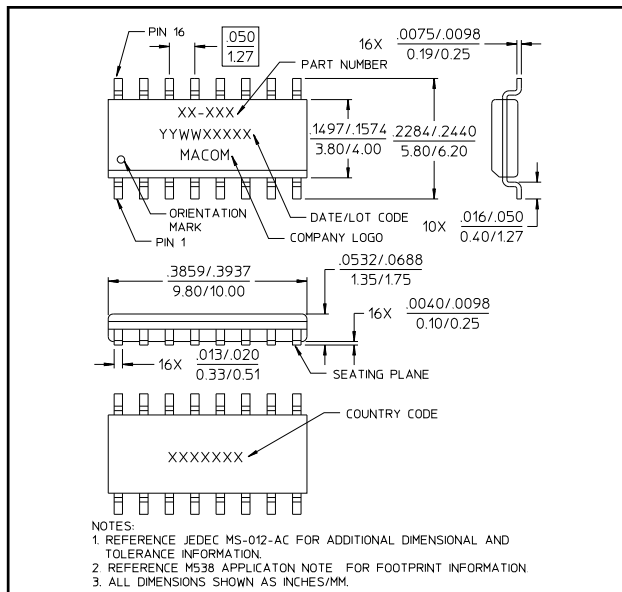 PIN 16
.050
1.27
16X .0075/.0098
0.19/0.25
PART NUMBER
XX-XXX
YYWWXXXXX
MACOM
.1497/.1574
3.80/4.00
.2284/.2440
5.80/6.20
ORIENTATION
MARK
PIN 1
DATE/LOT CODE
COMPANY LOGO
10X .016/.050
0.40/1.27
.3859/.3937
9.80/10.00
.0532/.0688
1.35/1.75
16X .0040/.0098
0.10/0.25
16X .013/.020
0.33/0.51
SEATING PLANE
COUNTRY CODE
XXXXXXX
NOTES:
1. REFERENCE JEDEC MS-012-AC FOR ADDITIONAL DIMENSIONAL AND
TOLERANCE INFORMATION.
2. REFERENCE M538 APPLICATON NOTE FOR FOOTPRINT INFORMATION
3. ALL DIMENSIONS SHOWN AS INCHES/MM.